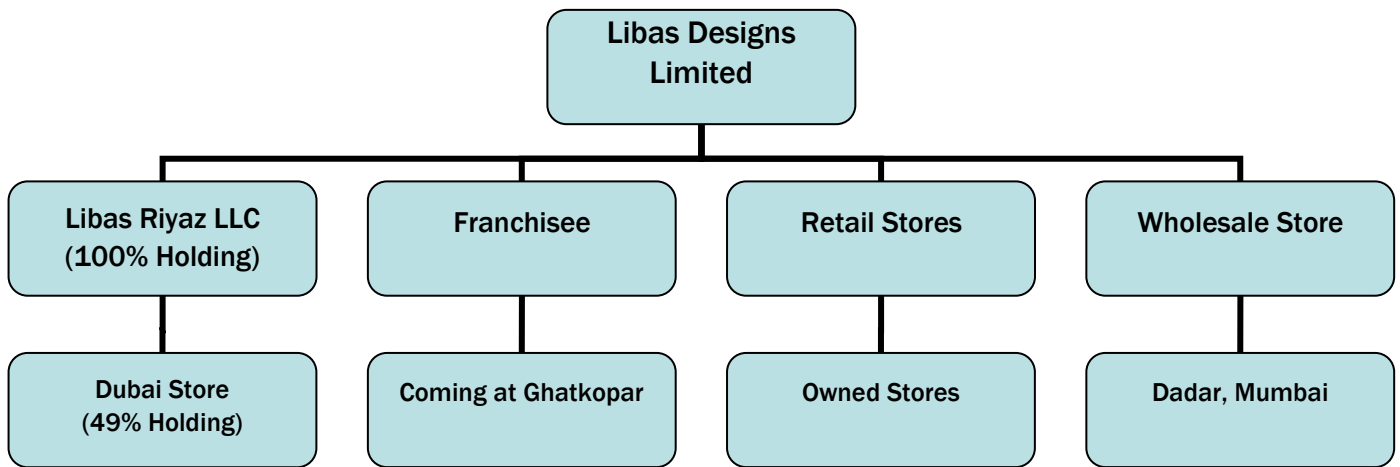 Libas Designs
Limited
Libas Riyaz LLC
(100% Holding)
Franchisee
Retail Stores
Wholesale Store
Dubai Store
(49% Holding)
Coming at Ghatkopar
Owned Stores
Dadar, Mumbai